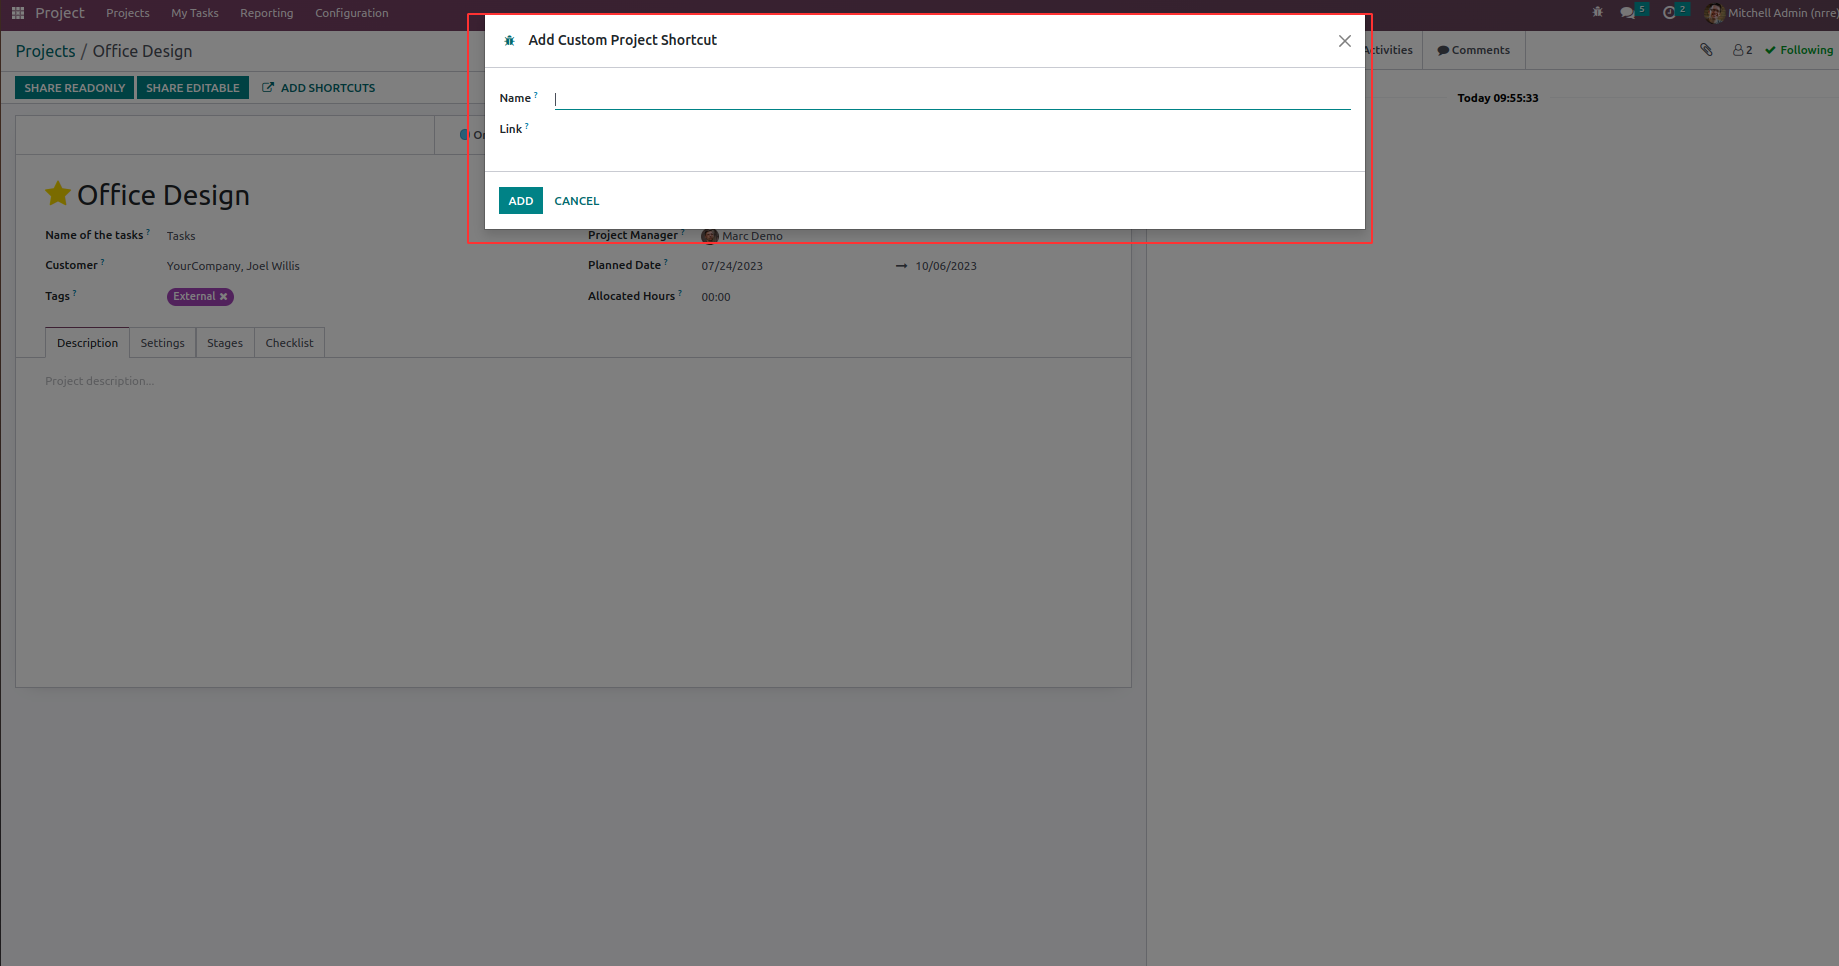 Project Projects My Tasks Reporting Configuration 5 2 Mitchell Admin (nrre)
Add Custom Project Shortcut
Projects / Office Design
ctivities Comments 2 Following
SHARE READONLY SHARE EDITABLE ADD SHORTCUTS
Name ?
Today 09:55:33
Link ?
On
ADD CANCEL
Office Design
Name of the tasks ? Tasks Project Manager ? Marc Demo
Customer ? YourCompany, Joel Willis Planned Date ? 07/24/2023 → 10/06/2023
Tags ? External Allocated Hours ? 00:00
Description Settings Stages Checklist
Project description...